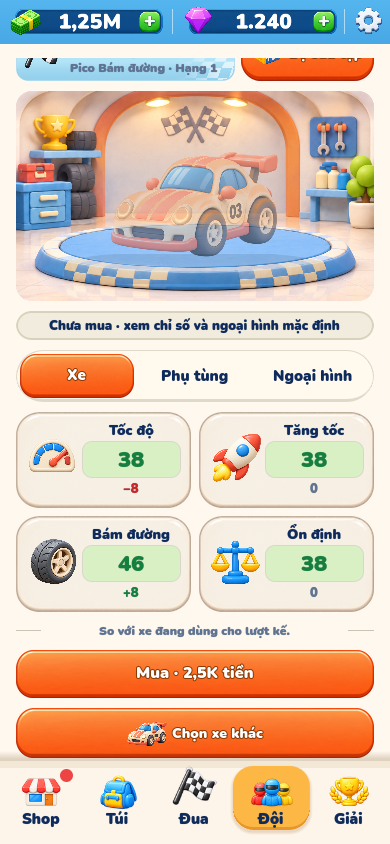 1,25M
1.240
Pico Bám đường · Hạng 1
03
Chưa mua · xem chỉ số và ngoại hình mặc định
Xe
Phụ tùng
Ngoại hình
Tốc độ
38
−8
Tăng tốc
38
0
Bám đường
46
+8
Ổn định
38
0
So với xe đang dùng cho lượt kế.
Mua · 2,5K tiền
Chọn xe khác
Shop
Túi
Đua
Đội
Giải